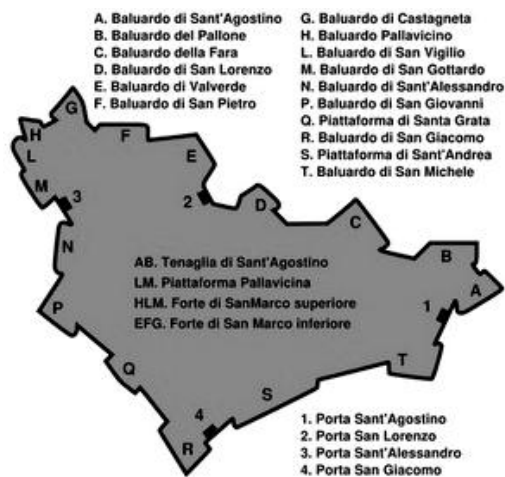 A. Baluardo di Sant'Agostino
B. Baluardo del Pallone
C. Baluardo della Fara
D. Baluardo di San Lorenzo
E. Baluardo di Valverde
F. Baluardo di San Pietro
G. Baluardo di Castagneta
H. Baluardo Pallavicino
L. Baluardo di San Vigilio
M. Baluardo di San Gottardo
N. Baluardo di Sant'Alessandro
P. Baluardo di San Giovanni
Q. Piattaforma di Santa Grata
R. Baluardo di San Giacomo
S. Piattaforma di Sant'Andrea
T. Baluardo di San Michele
G
H
F
L
E
M
3
2
D
C
N
B
A
AB. Tenaglia di Sant'Agostino
LM. Piattaforma Pallavicina
HLM. Forte di SanMarco superiore
EFG. Forte di San Marco inferiore
1
P
T
Q
S
4
R
1. Porta Sant'Agostino
2. Porta San Lorenzo
3. Porta Sant'Alessandro
4. Porta San Giacomo